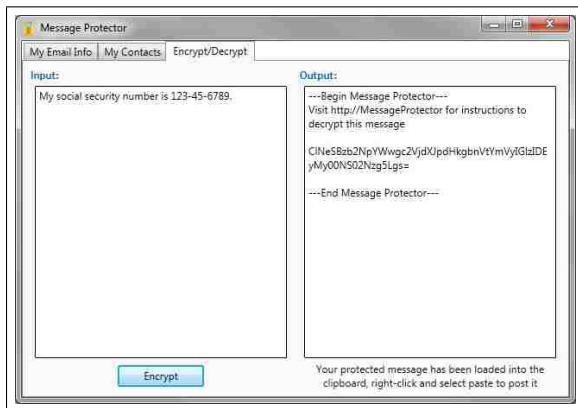 Message Protector
My Email Info
My Contacts
Encrypt/Decrypt
Input:
My social security number is 123-45-6789.
Encrypt
Output:
---Begin Message Protector---
Visit http://MessageProtector for instructions to
decrypt this message
CINeSBzb2NpYWwgc2VjdXJpdHkgbnVtYmVyIGlzIDE
yMy00NS02Nzg5Lgs=
---End Message Protector---
Your protected message has been loaded into the
clipboard, right-click and select paste to post it